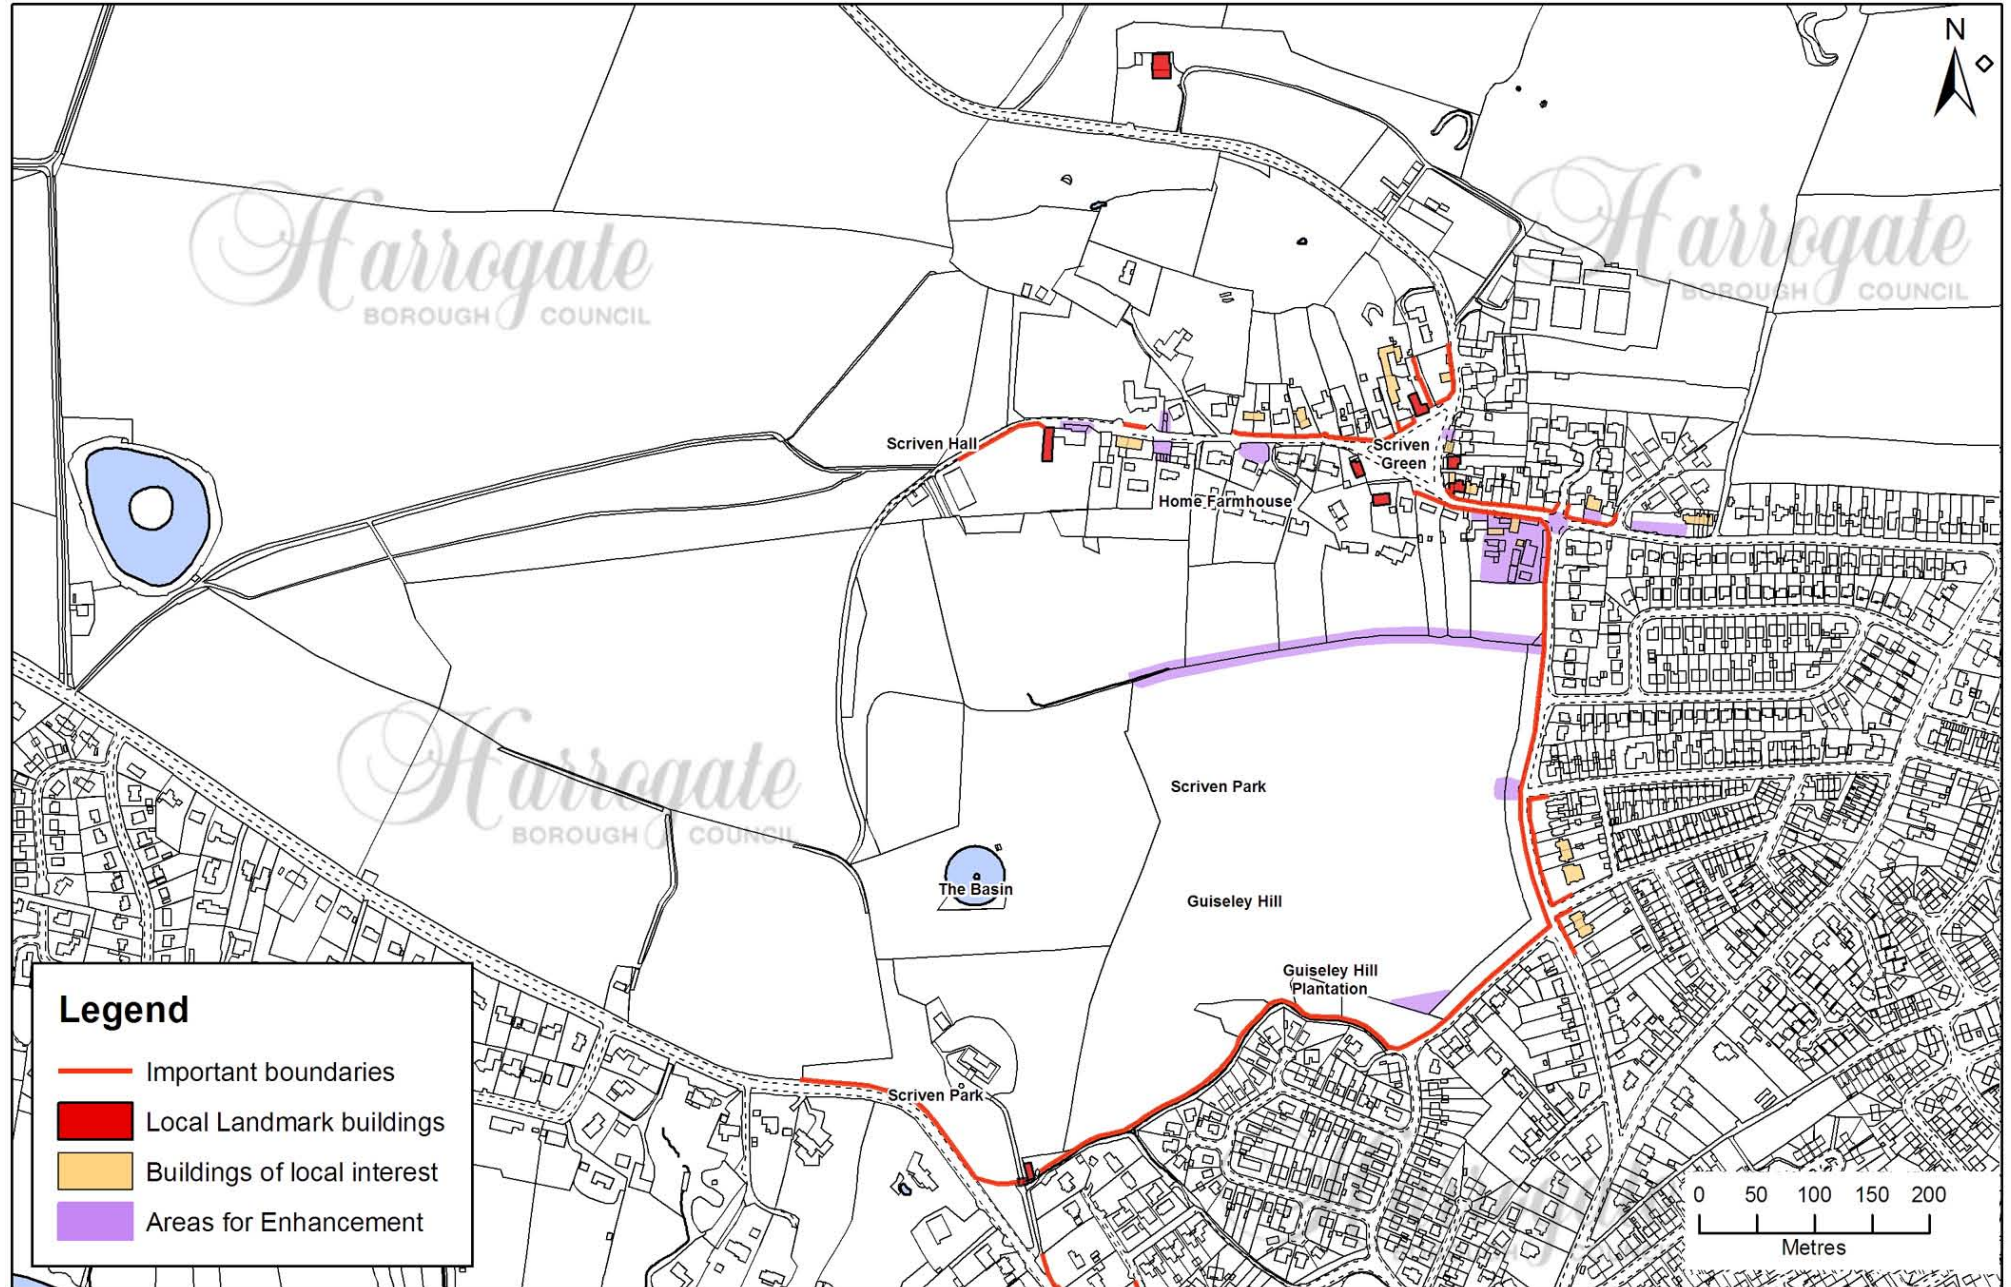 N
Harrogate
BOROUGH COUNCIL
Harrogate
BOROUGH COUNCIL
Scriven Hall
Scriven
Green
Home Farmhouse
Harrogate
BOROUGH COUNCIL
Scriven Park
The Basin
Guiseley Hill
Guiseley Hill
Plantation
Scriven Park
Legend
Important boundaries
Local Landmark buildings
Buildings of local interest
Areas for Enhancement
0 50 100 150 200
Metres